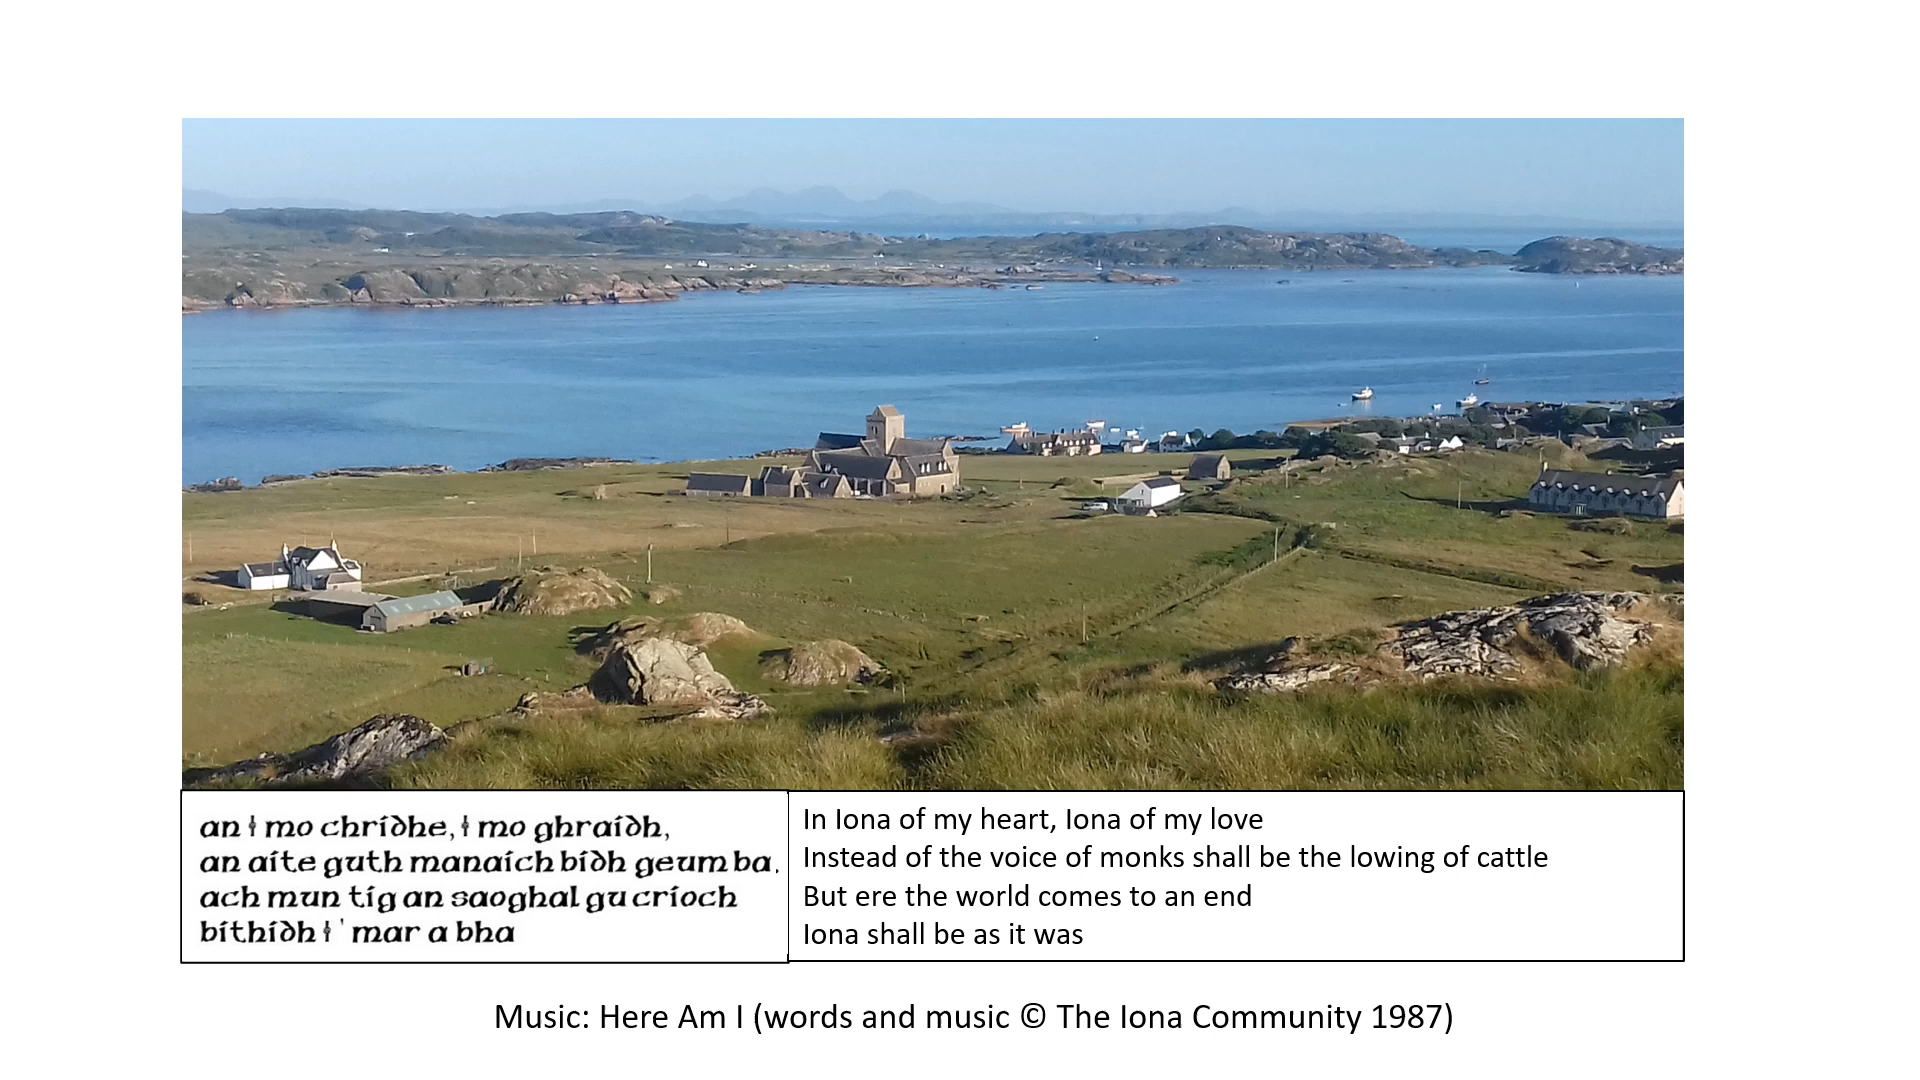 an I mo chridhe, I mo ghraidh,
an aite guth manaich bidh geum ba,
ach mun tig an saoghal gu crioch
bithidh I ' mar a bha
In Iona of my heart, Iona of my love
Instead of the voice of monks shall be the lowing of cattle
But ere the world comes to an end
Iona shall be as it was
Music: Here Am I (words and music © The Iona Community 1987)